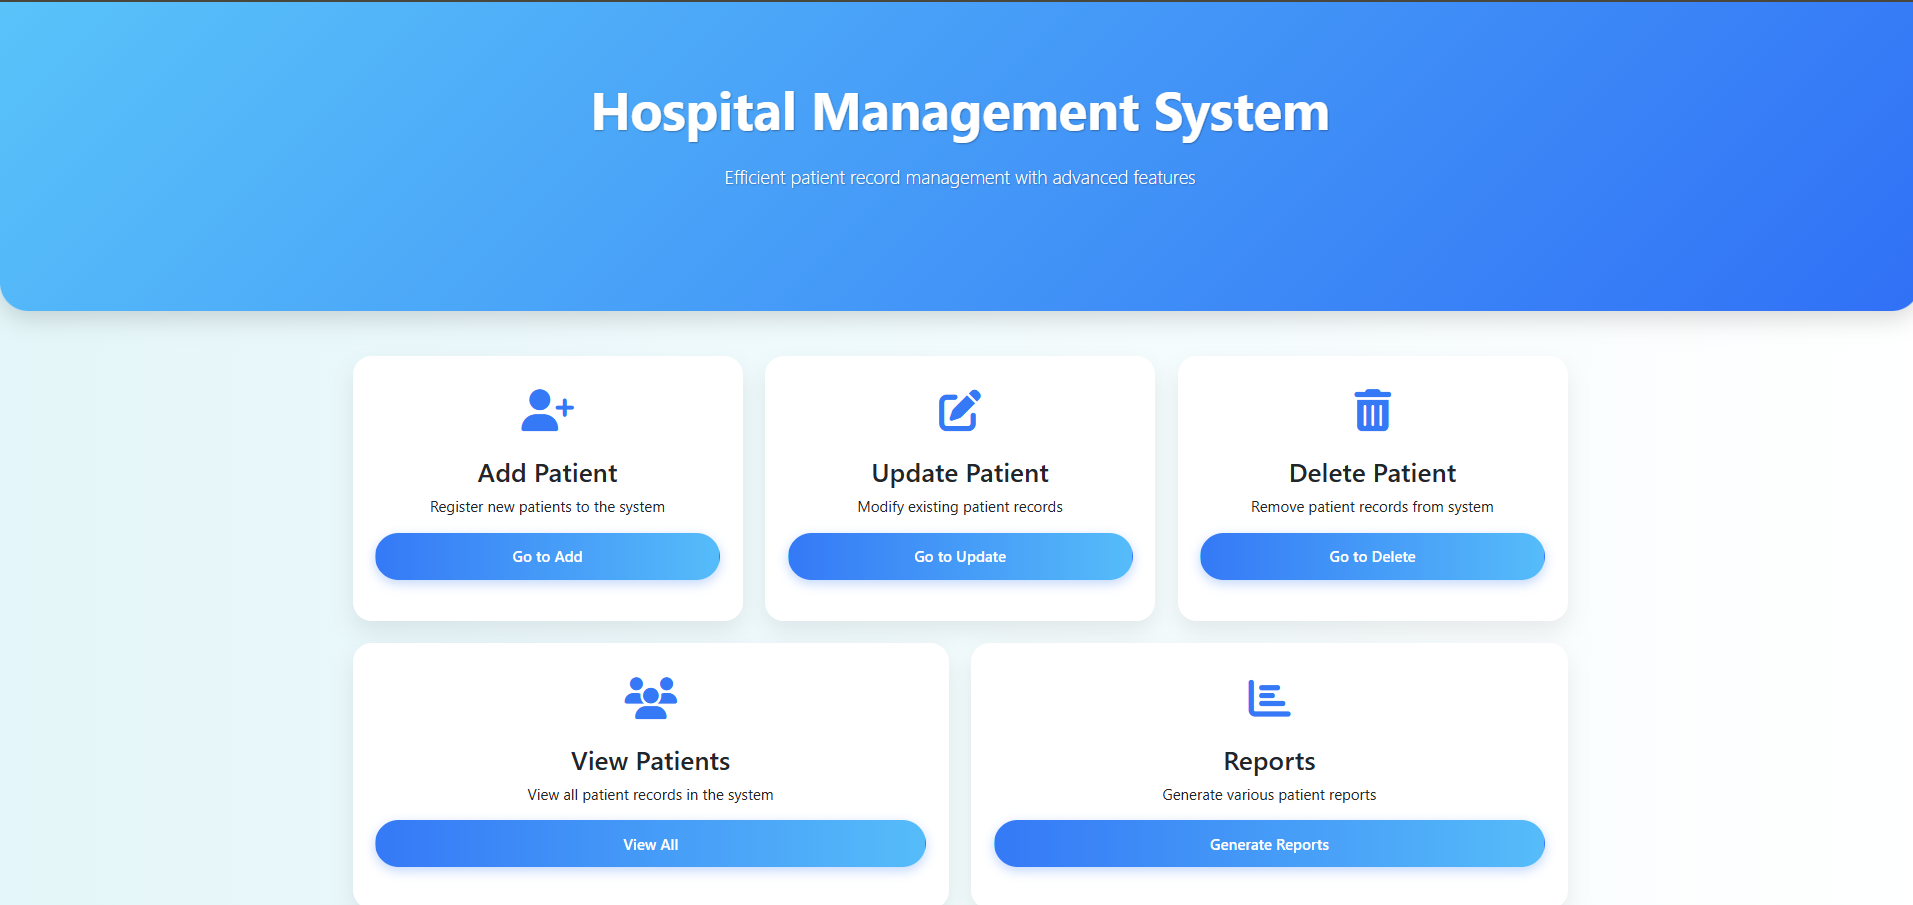 Hospital Management System
Efficient patient record management with advanced features
Add Patient
Register new patients to the system
Go to Add
Update Patient
Modify existing patient records
Go to Update
Delete Patient
Remove patient records from system
Go to Delete
View Patients
View all patient records in the system
View All
Reports
Generate various patient reports
Generate Reports